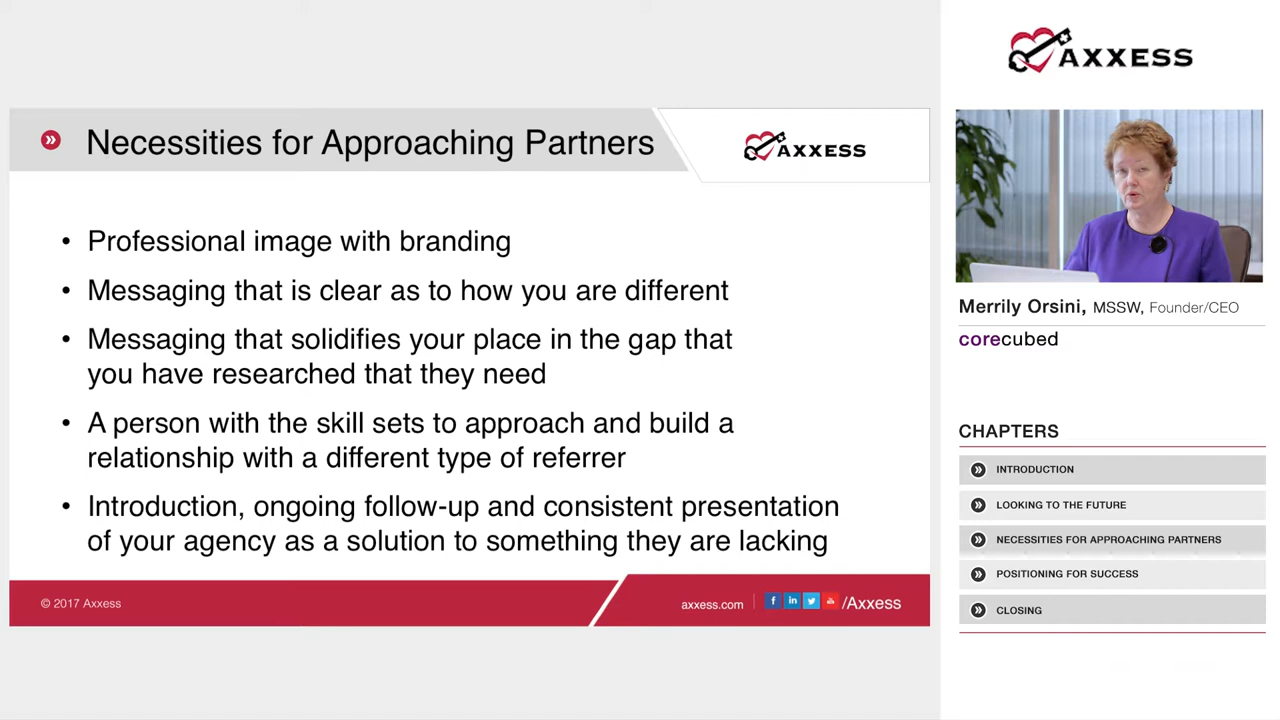 Necessities for Approaching Partners
AXXESS
• Professional image with branding
• Messaging that is clear as to how you are different
• Messaging that solidifies your place in the gap that
you have researched that they need
• A person with the skill sets to approach and build a
relationship with a different type of referrer
• Introduction, ongoing follow-up and consistent presentation
of your agency as a solution to something they are lacking
© 2017 Axxess
axxess.com | /Axxess
AXXESS
Merrily Orsini, MSSW, Founder/CEO
corecubed
CHAPTERS
INTRODUCTION
LOOKING TO THE FUTURE
NECESSITIES FOR APPROACHING PARTNERS
POSITIONING FOR SUCCESS
CLOSING